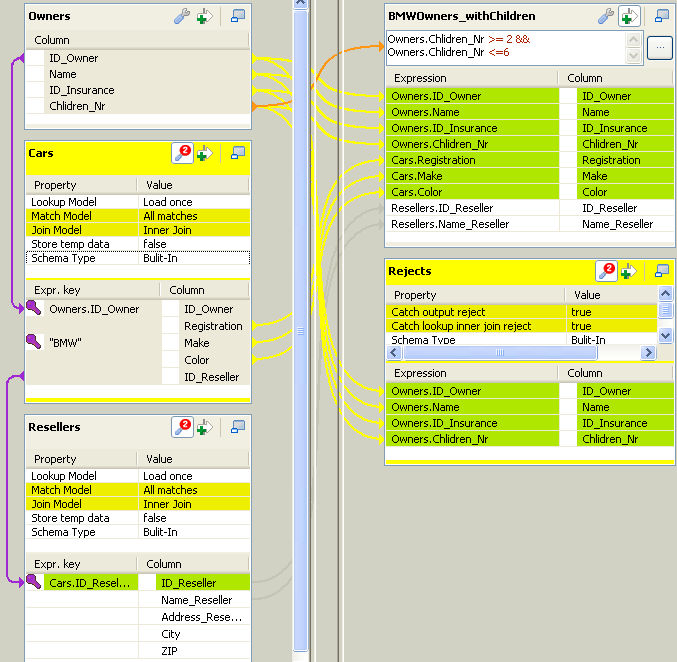 Owners
Column
ID_Owner
Name
ID_Insurance
Chlidren_Nr
Cars
2
Property Value
Lookup Model Load once
Match Model All matches
Join Model Inner Join
Store temp data false
Schema Type Bulit-In
Expr. key Column
Owners.ID_Owner ID_Owner
Registration
"BMW" Make
Color
ID_Reseller
Resellers
2
Property Value
Lookup Model Load once
Match Model All matches
Join Model Inner Join
Store temp data false
Schema Type Bulit-In
Expr. key Column
Cars.ID_Resel... ID_Reseller
Name_Reseller
Address_Rese...
City
ZIP
BMWOwners_withChildren
Owners.Chlidren_Nr >= 2 &&
Owners.Chlidren_Nr <=6
...
Expression Column
Owners.ID_Owner ID_Owner
Owners.Name Name
Owners.ID_Insurance ID_Insurance
Owners.Chlidren_Nr Chlidren_Nr
Cars.Registration Registration
Cars.Make Make
Cars.Color Color
Resellers.ID_Reseller ID_Reseller
Resellers.Name_Reseller Name_Reseller
Rejects
2
Property Value
Catch output reject true
Catch lookup inner join reject true
Schema Type Bulit-In
Expression Column
Owners.ID_Owner ID_Owner
Owners.Name Name
Owners.ID_Insurance ID_Insurance
Owners.Chlidren_Nr Chlidren_Nr